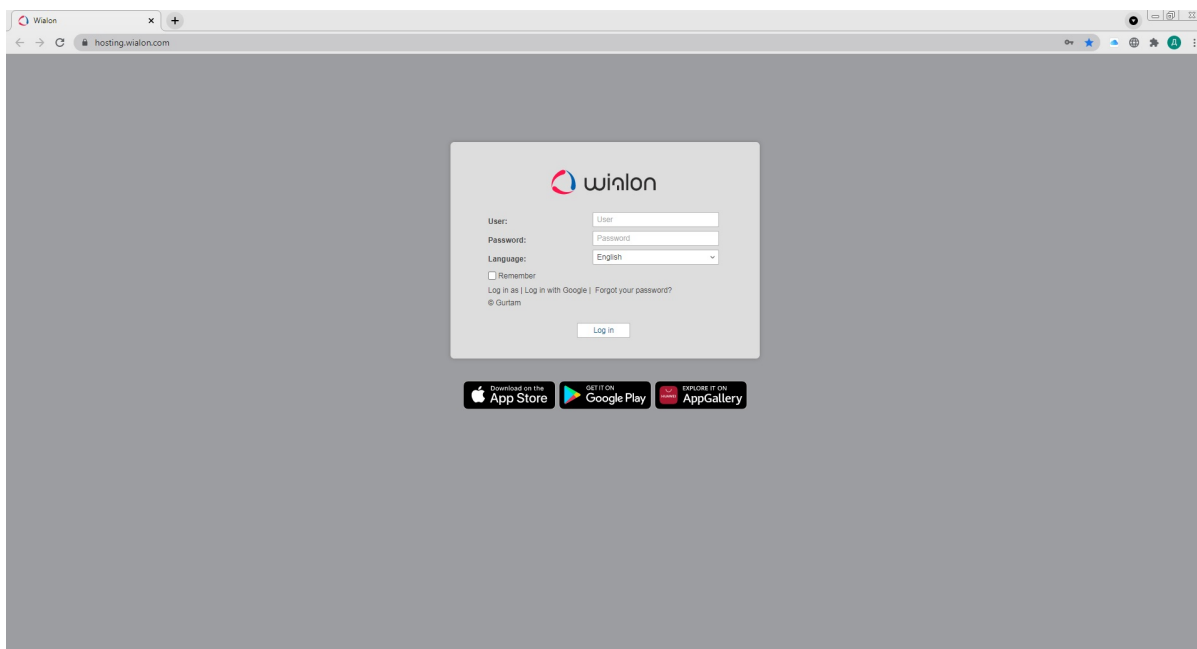 Wialon
hosting.wialon.com
Д
wialon
User:
User
Password:
Password
Language:
English
Remember
Log in as | Log in with Google | Forgot your password?
© Gurtam
Log in
Download on the
App Store
GET IT ON
Google Play
HUAWEI
EXPLORE IT ON
AppGallery